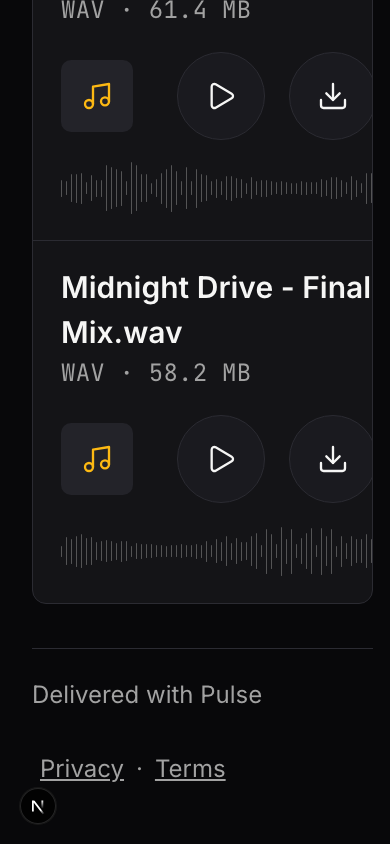 WAV · 61.4 MB
Midnight Drive - Final
Mix.wav
WAV · 58.2 MB
Delivered with Pulse
Privacy · Terms
N